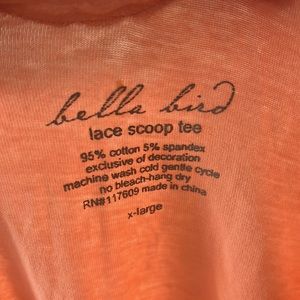 bella bird
lace scoop tee
95% cotton 5% spandex
exclusive of decoration
machine wash cold gentle cycle
no bleach-hang dry
RN#117609 made in china
x-large